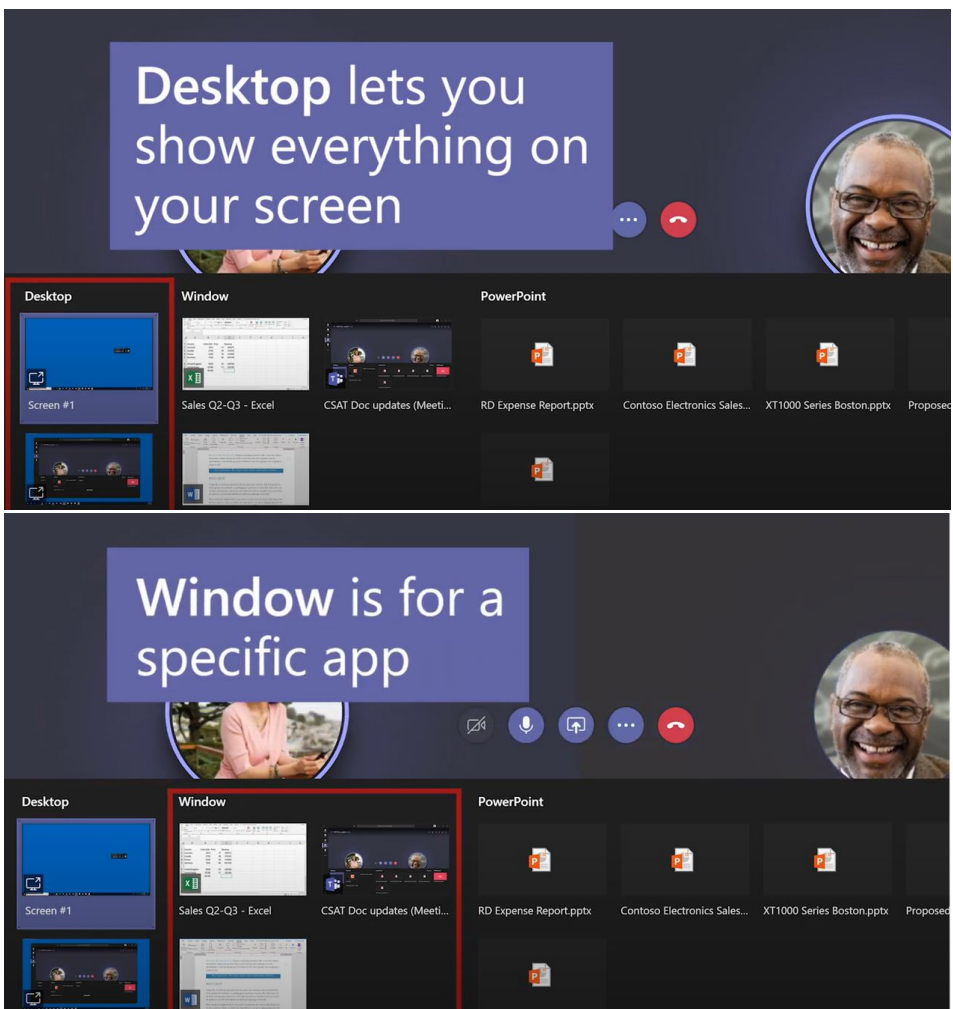 Desktop lets you
show everything on
your screen
Desktop
Window
PowerPoint
Screen #1
Sales Q2-Q3 - Excel
CSAT Doc updates (Meeti...
RD Expense Report.pptx
Contoso Electronics Sales...
XT1000 Series Boston.pptx
Proposed
Window is for a
specific app
Desktop
Window
PowerPoint
Screen #1
Sales Q2-Q3 - Excel
CSAT Doc updates (Meeti...
RD Expense Report.pptx
Contoso Electronics Sales...
XT1000 Series Boston.pptx
Proposed